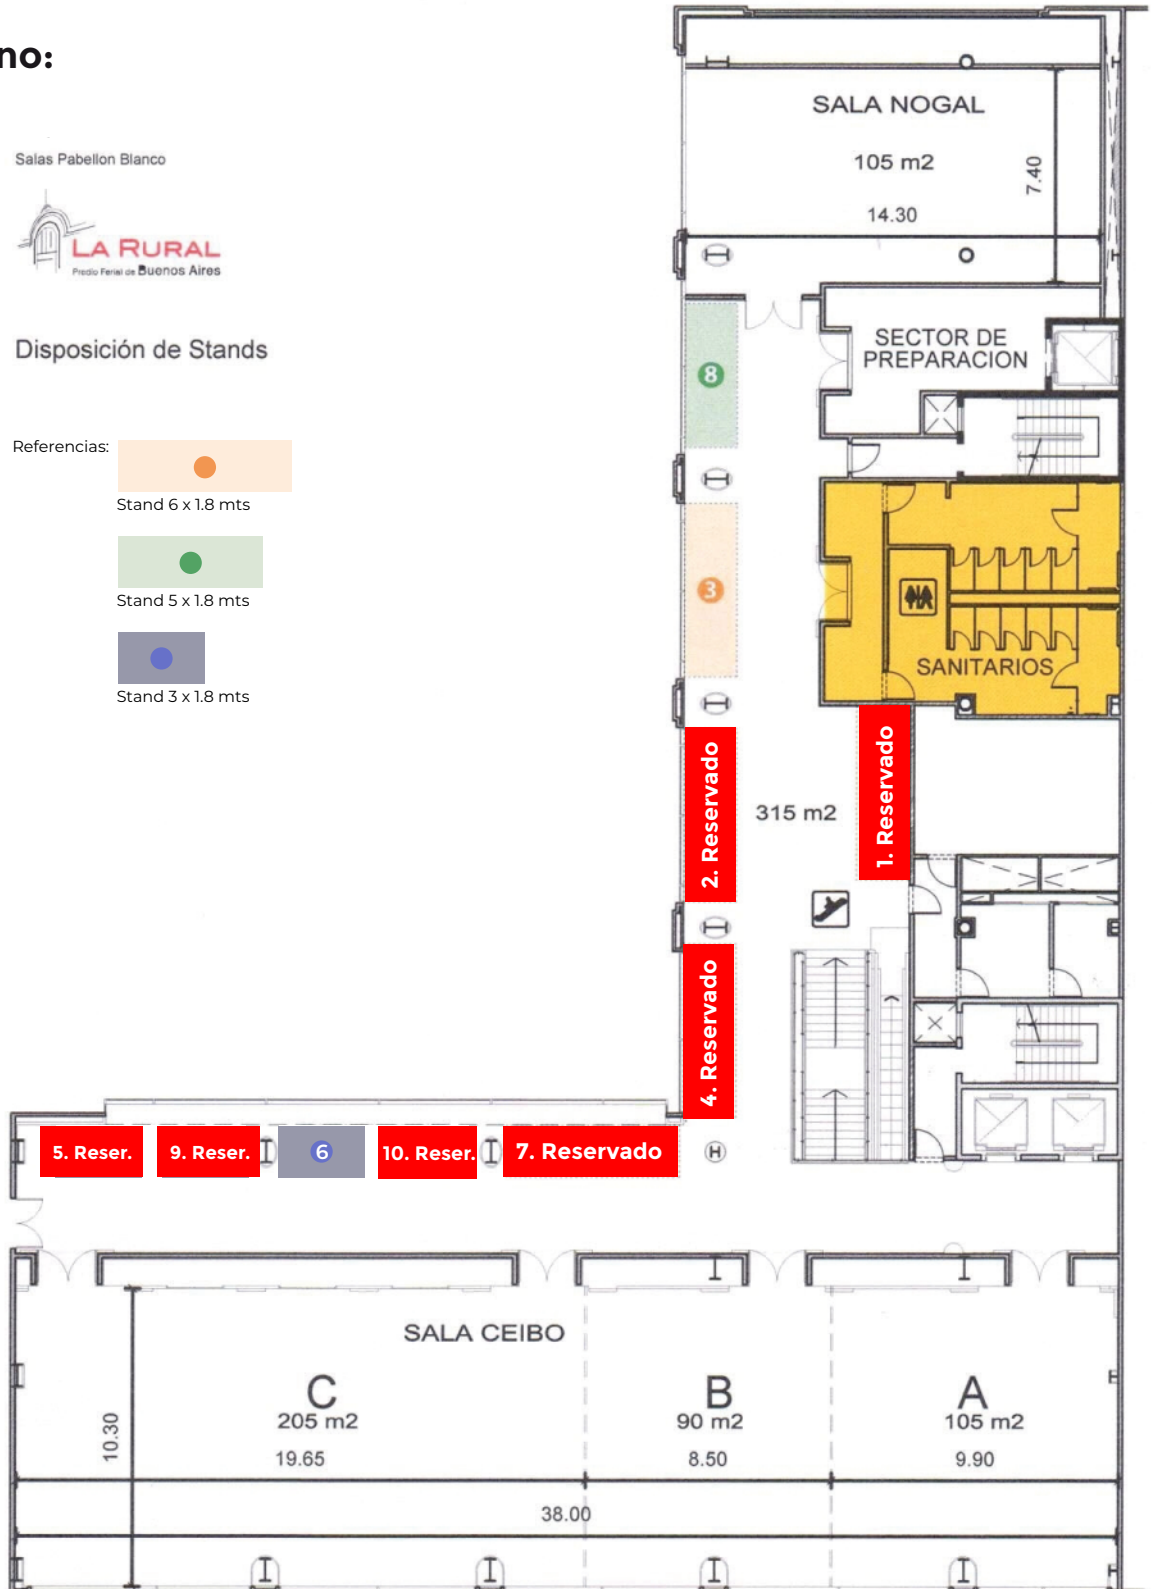 no:
Salas Pabellon Blanco
LA RURAL
Predio Ferial de Buenos Aires
Disposición de Stands
Referencias:
Stand 6 x 1.8 mts
Stand 5 x 1.8 mts
Stand 3 x 1.8 mts
SALA NOGAL
105 m2
7.40
14.30
SECTOR DE
PREPARACION
8
3
SANITARIOS
2. Reservado
315 m2
1. Reservado
4. Reservado
5. Reser.
9. Reser.
6
10. Reser.
7. Reservado
H
SALA CEIBO
C
205 m2
19.65
B
90 m2
8.50
A
105 m2
9.90
10.30
38.00